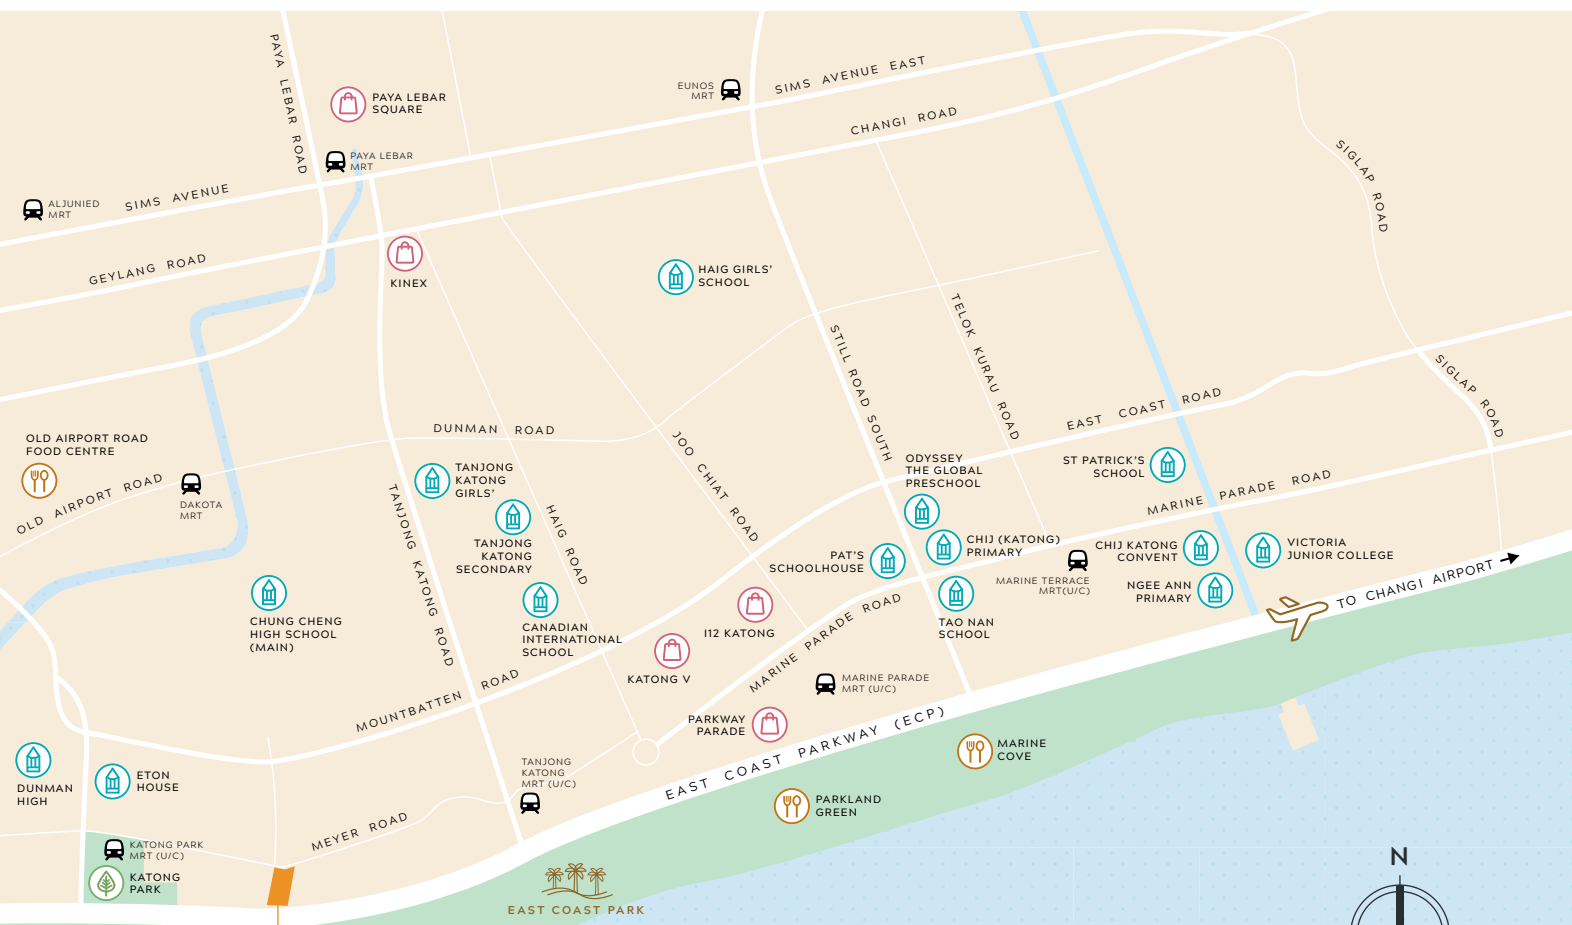 PAYA LEBAR ROAD
PAYA LEBAR
SQUARE
EUNOS
MRT
SIMS AVENUE EAST
CHANGI ROAD
PAYA LEBAR
MRT
SIGLAP ROAD
ALJUNIED
MRT
SIMS AVENUE
GEYLANG ROAD
KINEX
HAIG GIRLS'
SCHOOL
TELOK KURAU ROAD
STILL ROAD SOUTH
SIGLAP ROAD
EAST COAST ROAD
DUNMAN ROAD
JOO CHIAT ROAD
OLD AIRPORT ROAD
FOOD CENTRE
OLD AIRPORT ROAD
DAKOTA
MRT
TANJONG
KATONG
GIRLS'
TANJONG KATONG ROAD
HAIG ROAD
TANJONG
KATONG
SECONDARY
ODYSSEY
THE GLOBAL
PRESCHOOL
ST PATRICK'S
SCHOOL
MARINE PARADE ROAD
PAT'S
SCHOOLHOUSE
CHIJ (KATONG)
PRIMARY
CHIJ KATONG
CONVENT
VICTORIA
JUNIOR COLLEGE
MARINE TERRACE
MRT(U/C)
NGEE ANN
PRIMARY
TO CHANGI AIRPORT
CHUNG CHENG
HIGH SCHOOL
(MAIN)
CANADIAN
INTERNATIONAL
SCHOOL
I12 KATONG
KATONG V
MARINE PARADE ROAD
TAO NAN
SCHOOL
MOUNTBATTEN ROAD
MARINE PARADE
MRT (U/C)
PARKWAY
PARADE
EAST COAST PARKWAY (ECP)
MARINE
COVE
DUNMAN
HIGH
ETON
HOUSE
TANJONG
KATONG
MRT (U/C)
PARKLAND
GREEN
MEYER ROAD
KATONG PARK
MRT (U/C)
KATONG
PARK
EAST COAST PARK
N